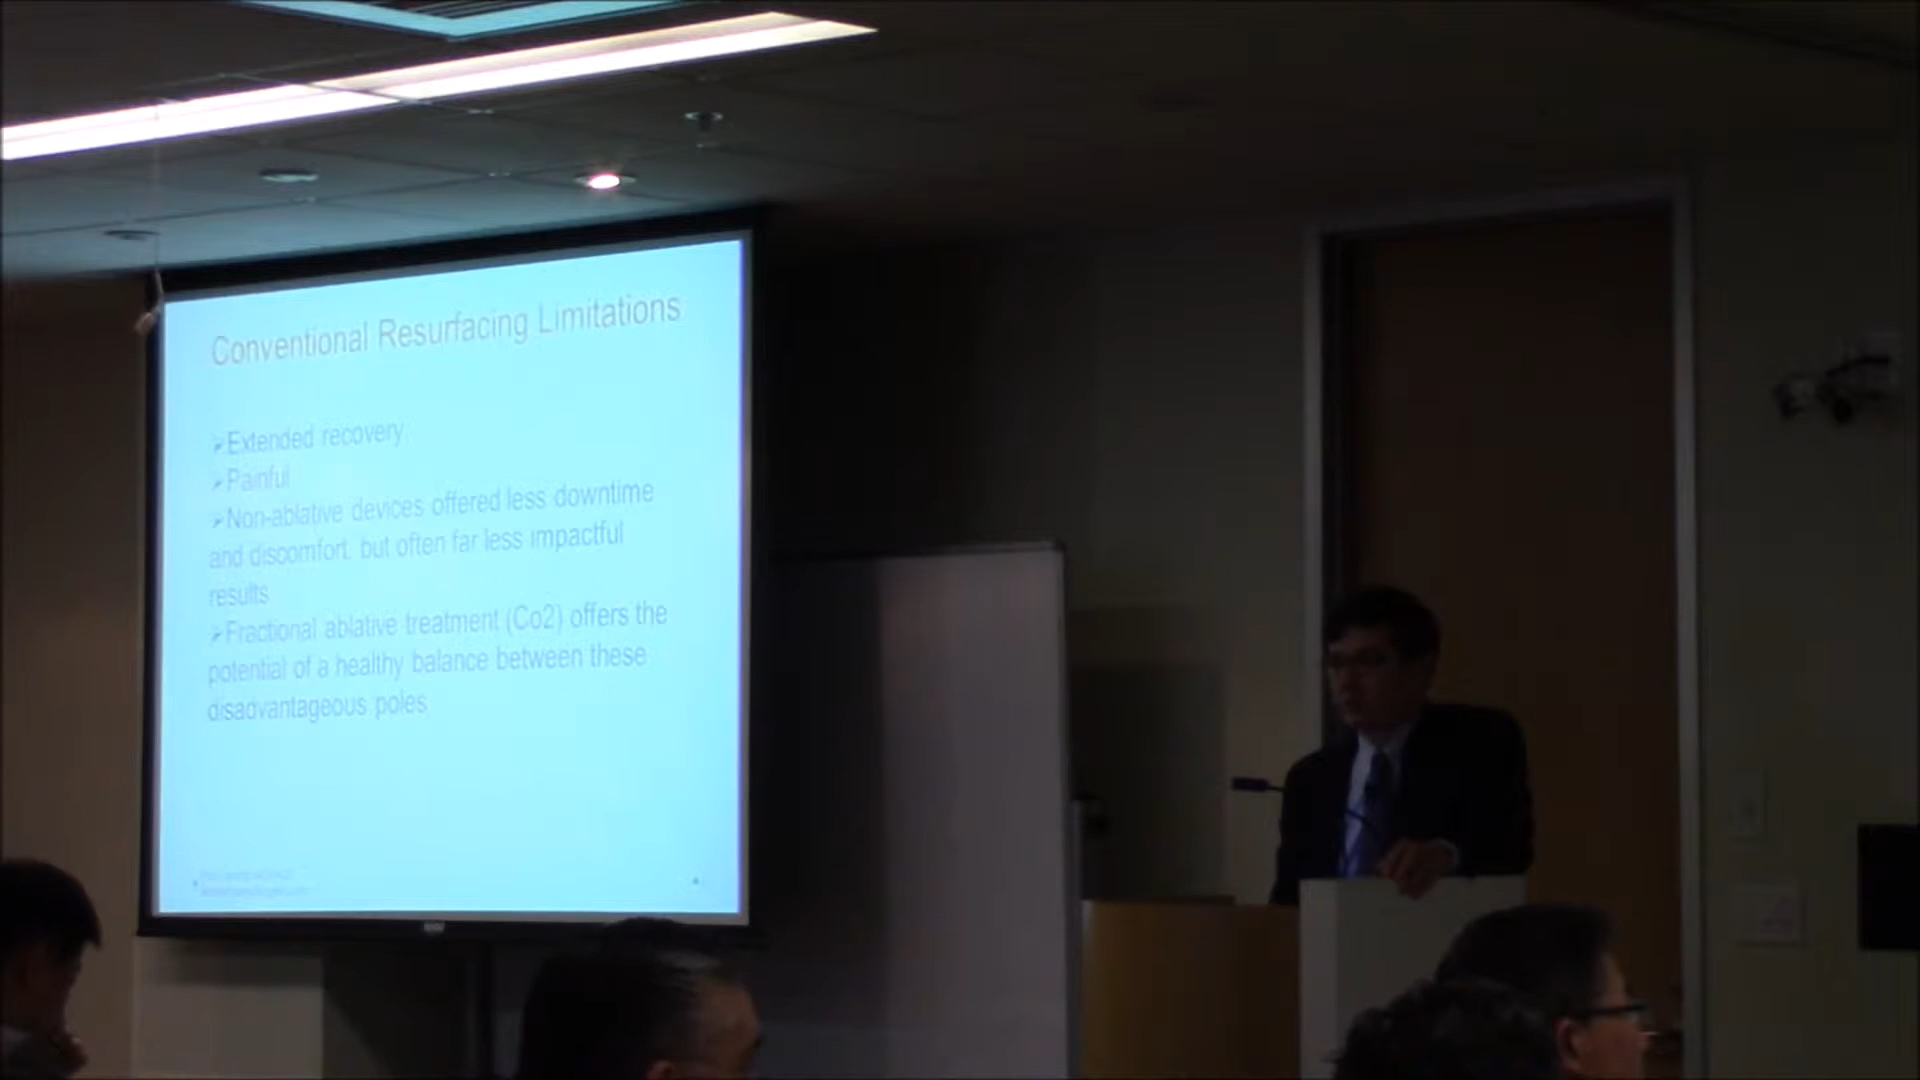 Conventional Resurfacing Limitations
➢Extended recovery
➢Painful
➢Non-ablative devices offered less downtime
and discomfort, but often far less impactful
results
➢Fractional ablative treatment (Co2) offers the
potential of a healthy balance between these
disadvantageous poles